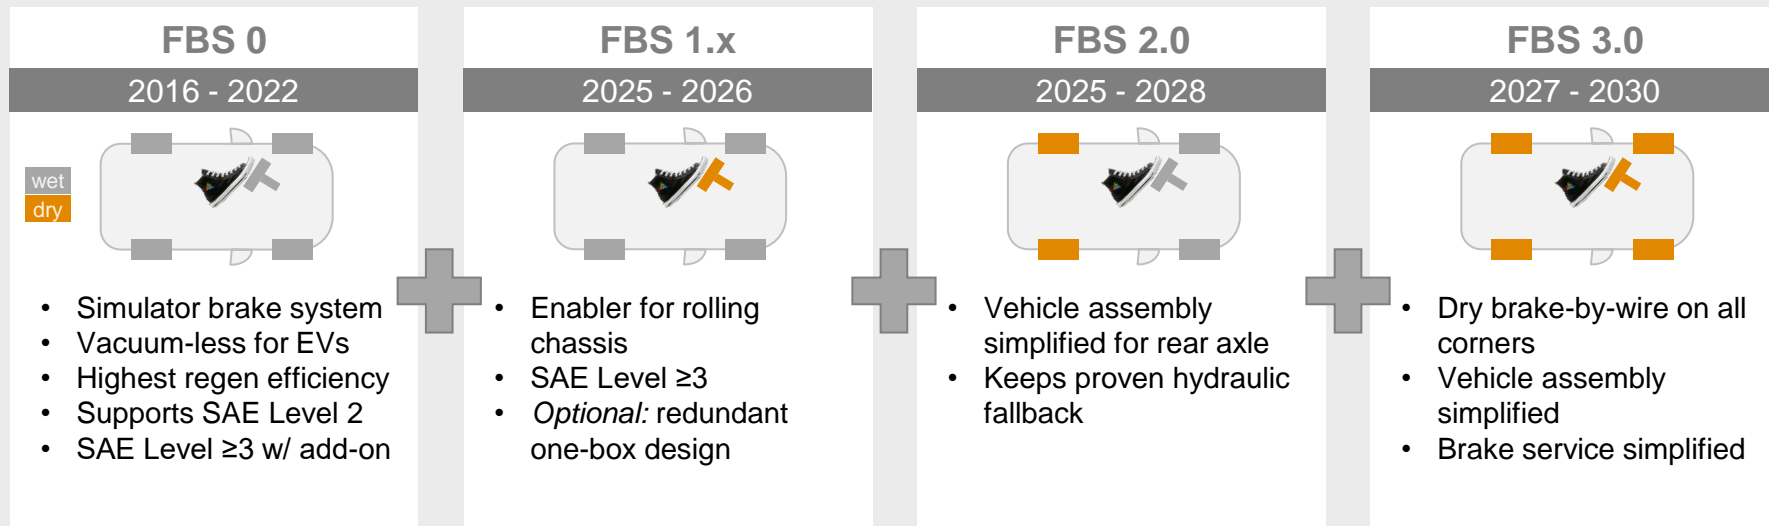 FBS 0
2016 - 2022
wet
dry
• Simulator brake system
• Vacuum-less for EVs
• Highest regen efficiency
• Supports SAE Level 2
• SAE Level ≥3 w/ add-on
FBS 1.x
2025 - 2026
• Enabler for rolling
chassis
• SAE Level ≥3
• Optional: redundant
one-box design
FBS 2.0
2025 - 2028
• Vehicle assembly
simplified for rear axle
• Keeps proven hydraulic
fallback
FBS 3.0
2027 - 2030
• Dry brake-by-wire on all
corners
• Vehicle assembly
simplified
• Brake service simplified